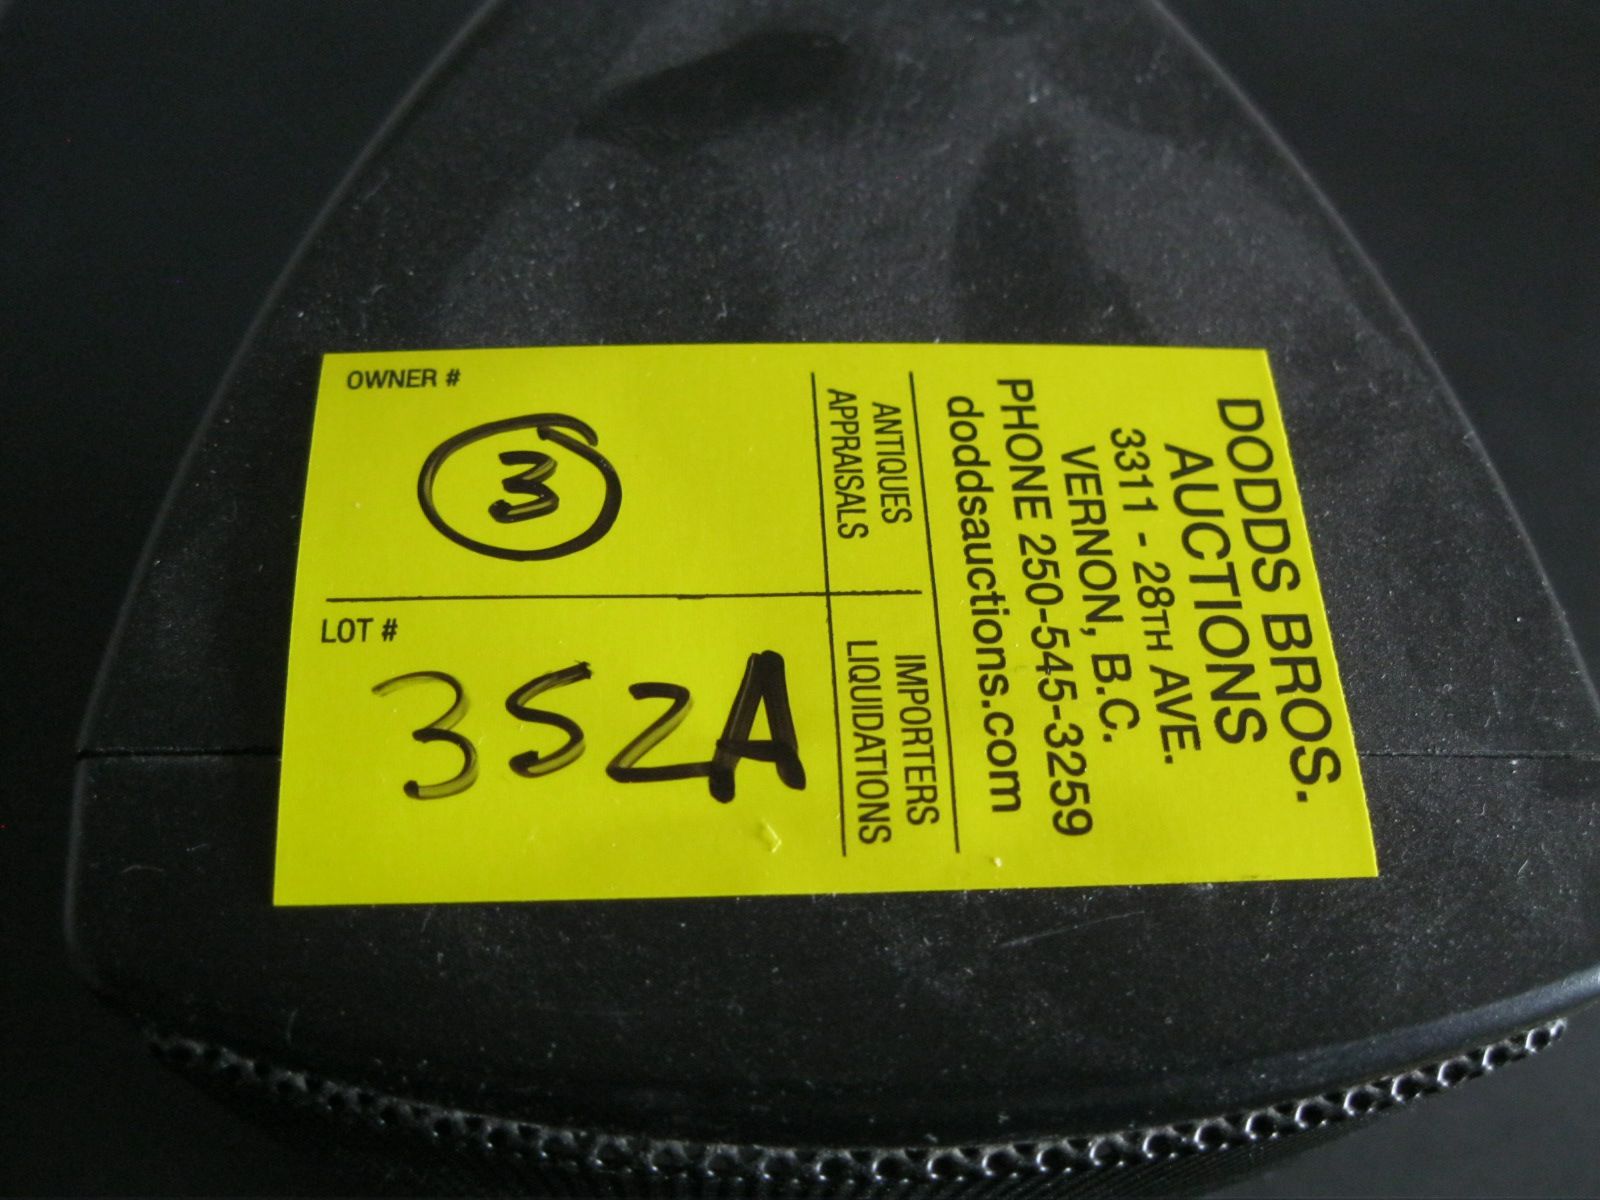 DODDS BROS.
AUCTIONS
3311 - 28TH AVE.
VERNON, B.C.
PHONE 250-545-3259
doddsauctions.com
ANTIQUES IMPORTERS
APPRAISALS LIQUIDATIONS
OWNER #
3
LOT #
352A